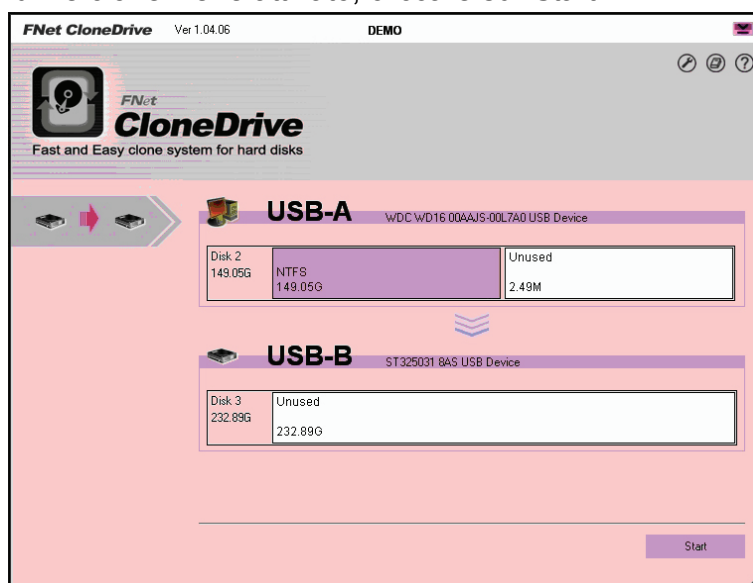 FNet CloneDrive Ver 1.04.06 DEMO
FNet
CloneDrive
Fast and Easy clone system for hard disks
USB-A WDC WD16 00AAJS-00L7A0 USB Device
Disk 2
149.05G
NTFS
149.05G
Unused
2.49M
USB-B ST325031 8AS USB Device
Disk 3
232.89G
Unused
232.89G
Start